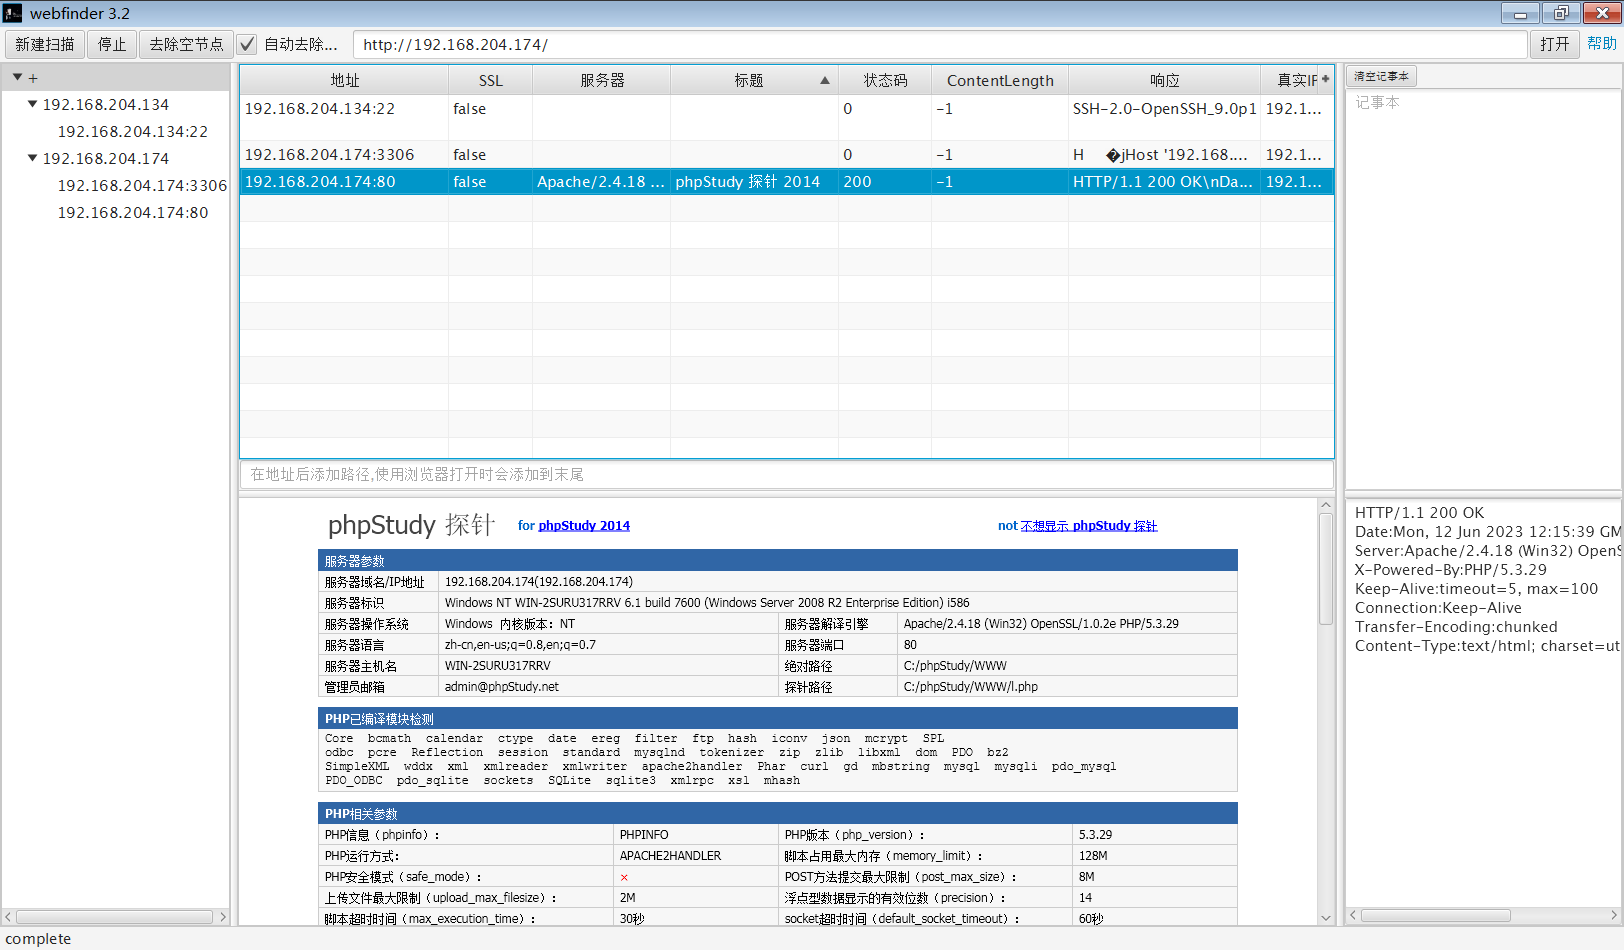 webfinder 3.2
新建扫描 停止 去除空节点 自动去除... http://192.168.204.174/ 打开 帮助
+
192.168.204.134
192.168.204.134:22
192.168.204.174
192.168.204.174:3306
192.168.204.174:80
地址 SSL 服务器 标题 状态码 ContentLength 响应 真实IF +
192.168.204.134:22 false 0 -1 SSH-2.0-OpenSSH_9.0p1 192.1...
192.168.204.174:3306 false 0 -1 H �jHost '192.168.... 192.1...
192.168.204.174:80 false Apache/2.4.18 ... phpStudy 探针 2014 200 -1 HTTP/1.1 200 OK\nDa... 192.1...
在地址后添加路径,使用浏览器打开时会添加到末尾
phpStudy 探针 for phpStudy 2014 not 不想显示 phpStudy 探针
服务器参数
服务器域名/IP地址 192.168.204.174(192.168.204.174)
服务器标识 Windows NT WIN-2SURU317RRV 6.1 build 7600 (Windows Server 2008 R2 Enterprise Edition) i586
服务器操作系统 Windows 内核版本：NT 服务器解译引擎 Apache/2.4.18 (Win32) OpenSSL/1.0.2e PHP/5.3.29
服务器语言 zh-cn,en-us;q=0.8,en;q=0.7 服务器端口 80
服务器主机名 WIN-2SURU317RRV 绝对路径 C:/phpStudy/WWW
管理员邮箱 admin@phpStudy.net 探针路径 C:/phpStudy/WWW/l.php
PHP已编译模块检测
Core bcmath calendar ctype date ereg filter ftp hash iconv json mcrypt SPL
odbc pcre Reflection session standard mysqlnd tokenizer zip zlib libxml dom PDO bz2
SimpleXML wddx xml xmlreader xmlwriter apache2handler Phar curl gd mbstring mysql mysqli pdo_mysql
PDO_ODBC pdo_sqlite sockets SQLite sqlite3 xmlrpc xsl mhash
PHP相关参数
PHP信息（phpinfo）： PHPINFO PHP版本（php_version）： 5.3.29
PHP运行方式： APACHE2HANDLER 脚本占用最大内存（memory_limit）： 128M
PHP安全模式（safe_mode）： × POST方法提交最大限制（post_max_size）： 8M
上传文件最大限制（upload_max_filesize）： 2M 浮点型数据显示的有效位数（precision）： 14
脚本超时时间（max_execution_time）： 30秒 socket超时时间（default_socket_timeout）： 60秒
清空记事本
记事本
HTTP/1.1 200 OK
Date:Mon, 12 Jun 2023 12:15:39 GM
Server:Apache/2.4.18 (Win32) OpenS
X-Powered-By:PHP/5.3.29
Keep-Alive:timeout=5, max=100
Connection:Keep-Alive
Transfer-Encoding:chunked
Content-Type:text/html; charset=ut
complete